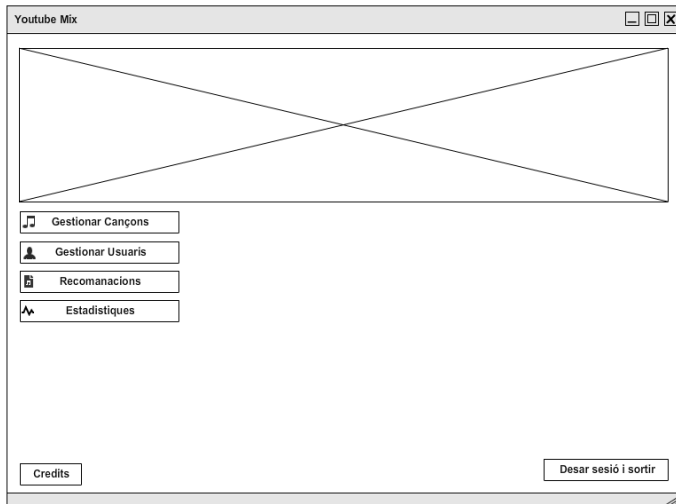 Youtube Mix
Gestionar Cançons
Gestionar Usuaris
Recomanacions
Estadistiques
Credits
Desar sesió i sortir